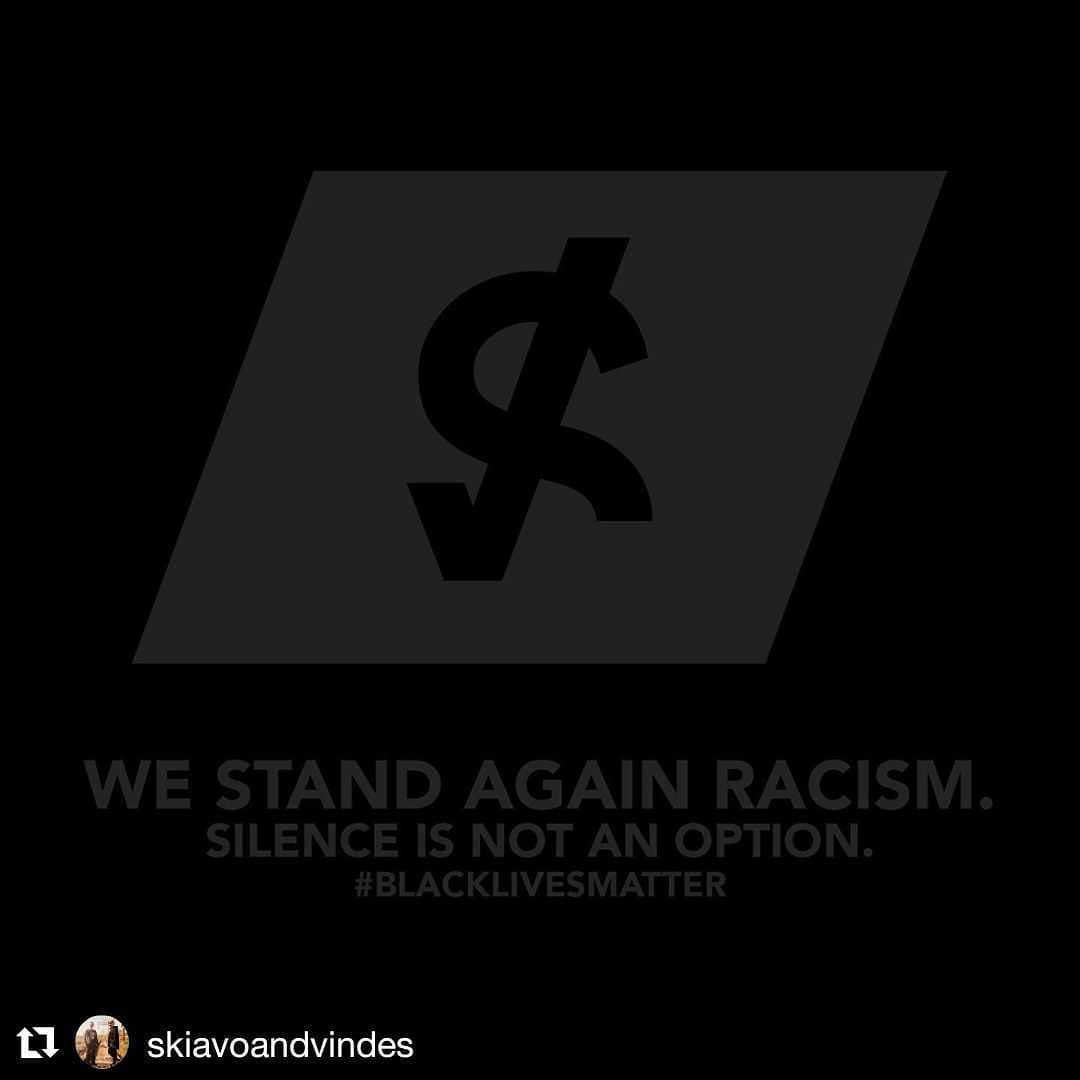 WE STAND AGAIN RACISM.
SILENCE IS NOT AN OPTION.
#BLACKLIVESMATTER
skiavoandvindes